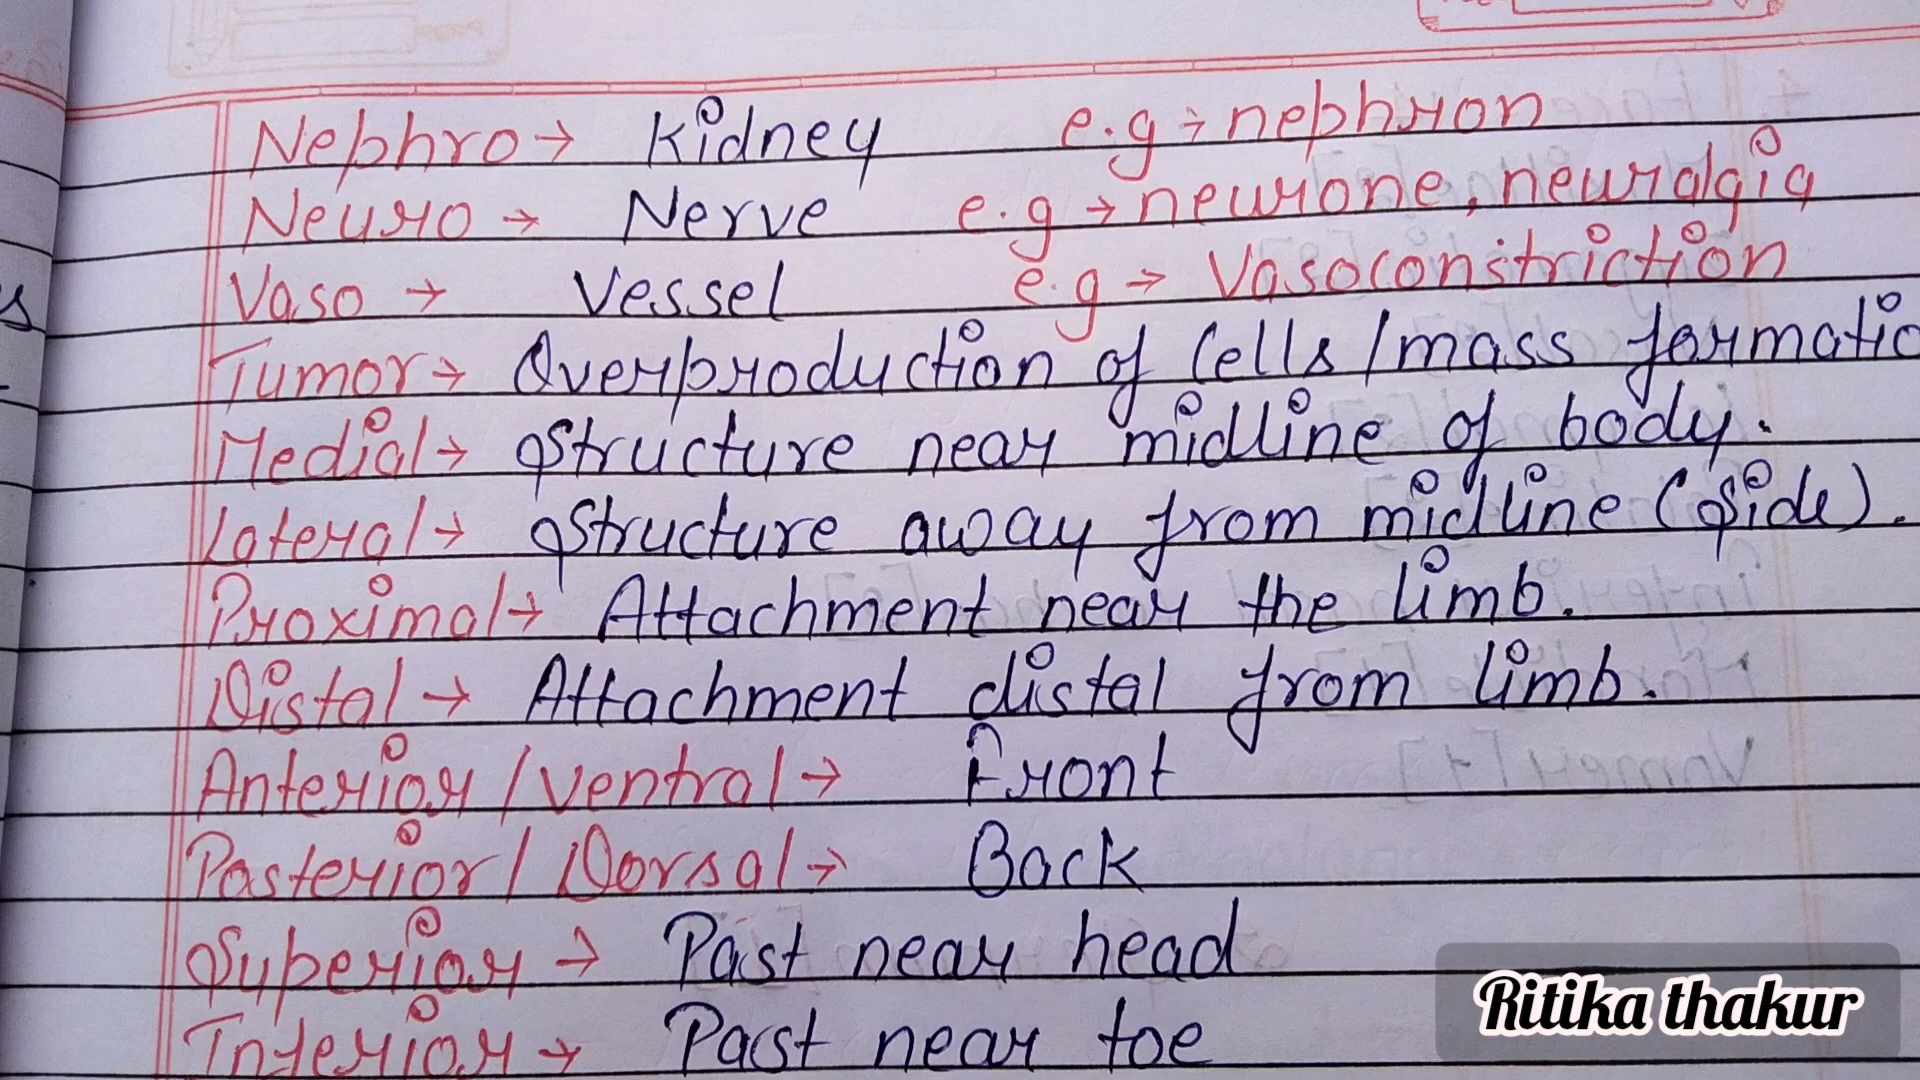 Nephro → Kidney e.g → nephron
Neuro → Nerve e.g → neurone, neuralgia
Vaso → Vessel e.g → Vasoconstriction
Tumor → Overproduction of Cells / mass formatio
Medial → Structure near midline of body.
s
Lateral → Structure away from midline (side).
Proximal → Attachment near the limb.
Distal → Attachment distal from limb.
Anterior / Ventral → Front
Posterior / Dorsal → Back
Superior → Past near head
Inferior → Past near toe
Ritika thakur